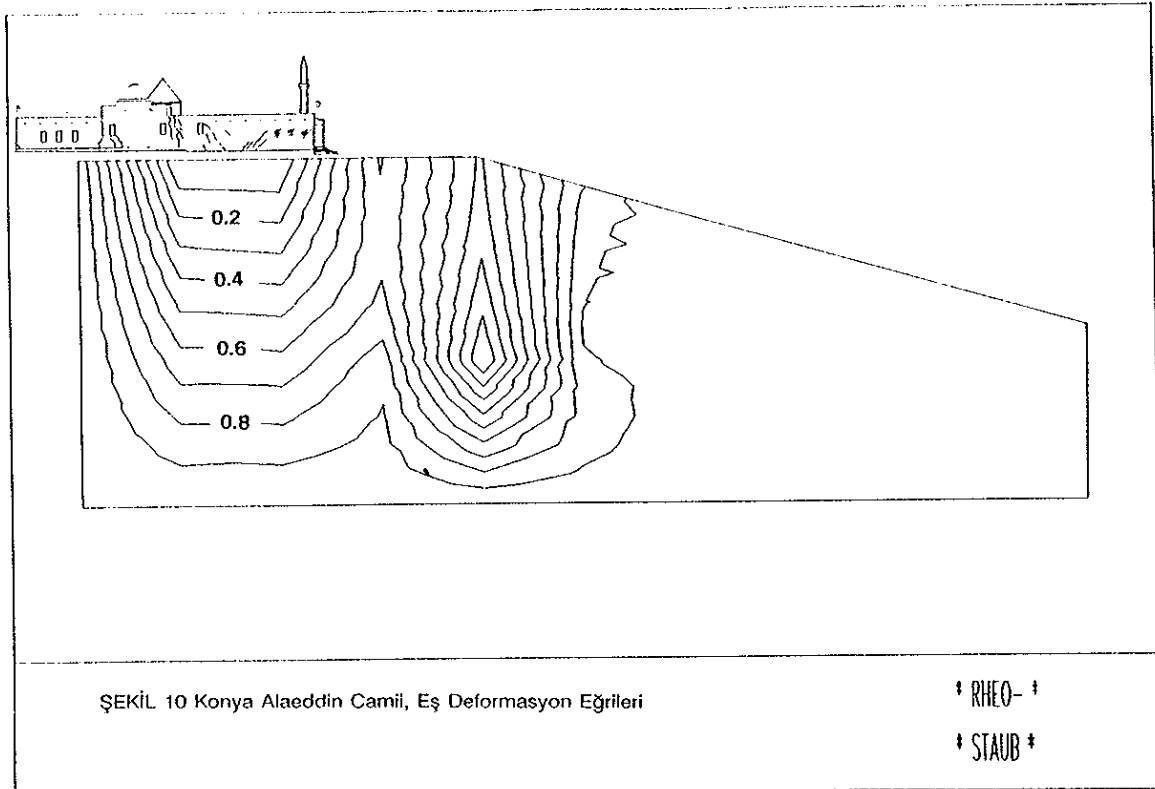 0.2
0.4
0.6
0.8
ŞEKİL 10 Konya Alaeddin Camii, Eş Deformasyon Eğrileri
* RHEO- *
* STAUB *